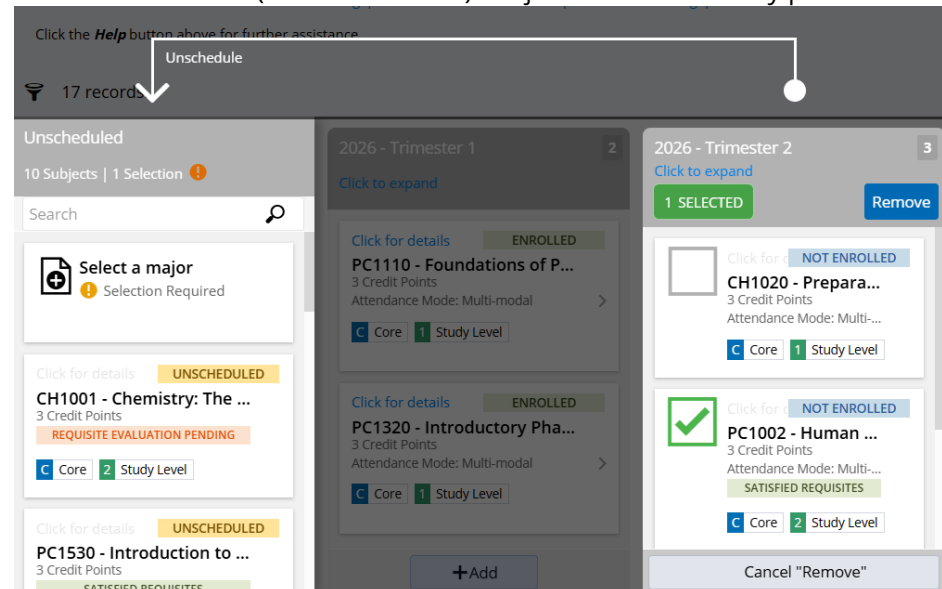 Click the Help button above for further assistance
Unschedule
17 records
Unscheduled
10 Subjects | 1 Selection
Search
Select a major
Selection Required
Click for details UNSCHEDULED
CH1001 - Chemistry: The ...
3 Credit Points
REQUISITE EVALUATION PENDING
C Core 2 Study Level
Click for details UNSCHEDULED
PC1530 - Introduction to ...
3 Credit Points
SATISFIED REQUISITES
2026 - Trimester 1 2
Click to expand
Click for details ENROLLED
PC1110 - Foundations of P...
3 Credit Points
Attendance Mode: Multi-modal
C Core 1 Study Level
Click for details ENROLLED
PC1320 - Introductory Pha...
3 Credit Points
Attendance Mode: Multi-modal
C Core 1 Study Level
+Add
2026 - Trimester 2 3
Click to expand
1 SELECTED Remove
Click for NOT ENROLLED
CH1020 - Prepara...
3 Credit Points
Attendance Mode: Multi-...
C Core 1 Study Level
Click for NOT ENROLLED
PC1002 - Human ...
3 Credit Points
Attendance Mode: Multi-...
SATISFIED REQUISITES
C Core 2 Study Level
Cancel "Remove"